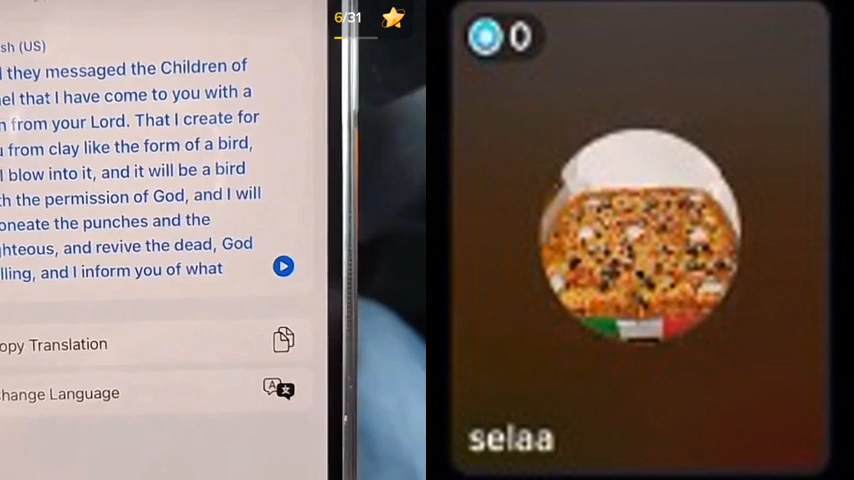 6/31
sh (US)
they messaged the Children of
el that I have come to you with a
from your Lord. That I create for
from clay like the form of a bird,
I blow into it, and it will be a bird
th the permission of God, and I will
oneate the punches and the
ghteous, and revive the dead, God
lling, and I inform you of what
opy Translation
hange Language
0
selaa